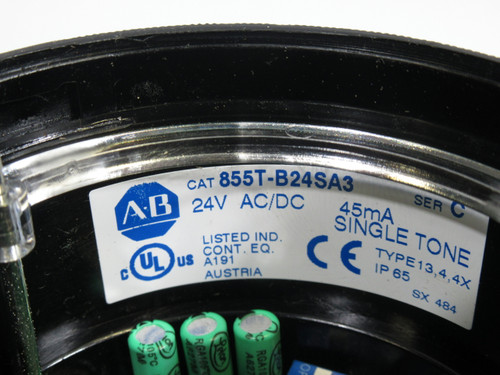 CAT 855T-B24SA3
SER C
A-B
24V AC/DC
45mA
SINGLE TONE
LISTED IND.
CONT. EQ.
A191
AUSTRIA
C UL US
CE
TYPE 13,4,4X
IP 65
SX 484
105°C